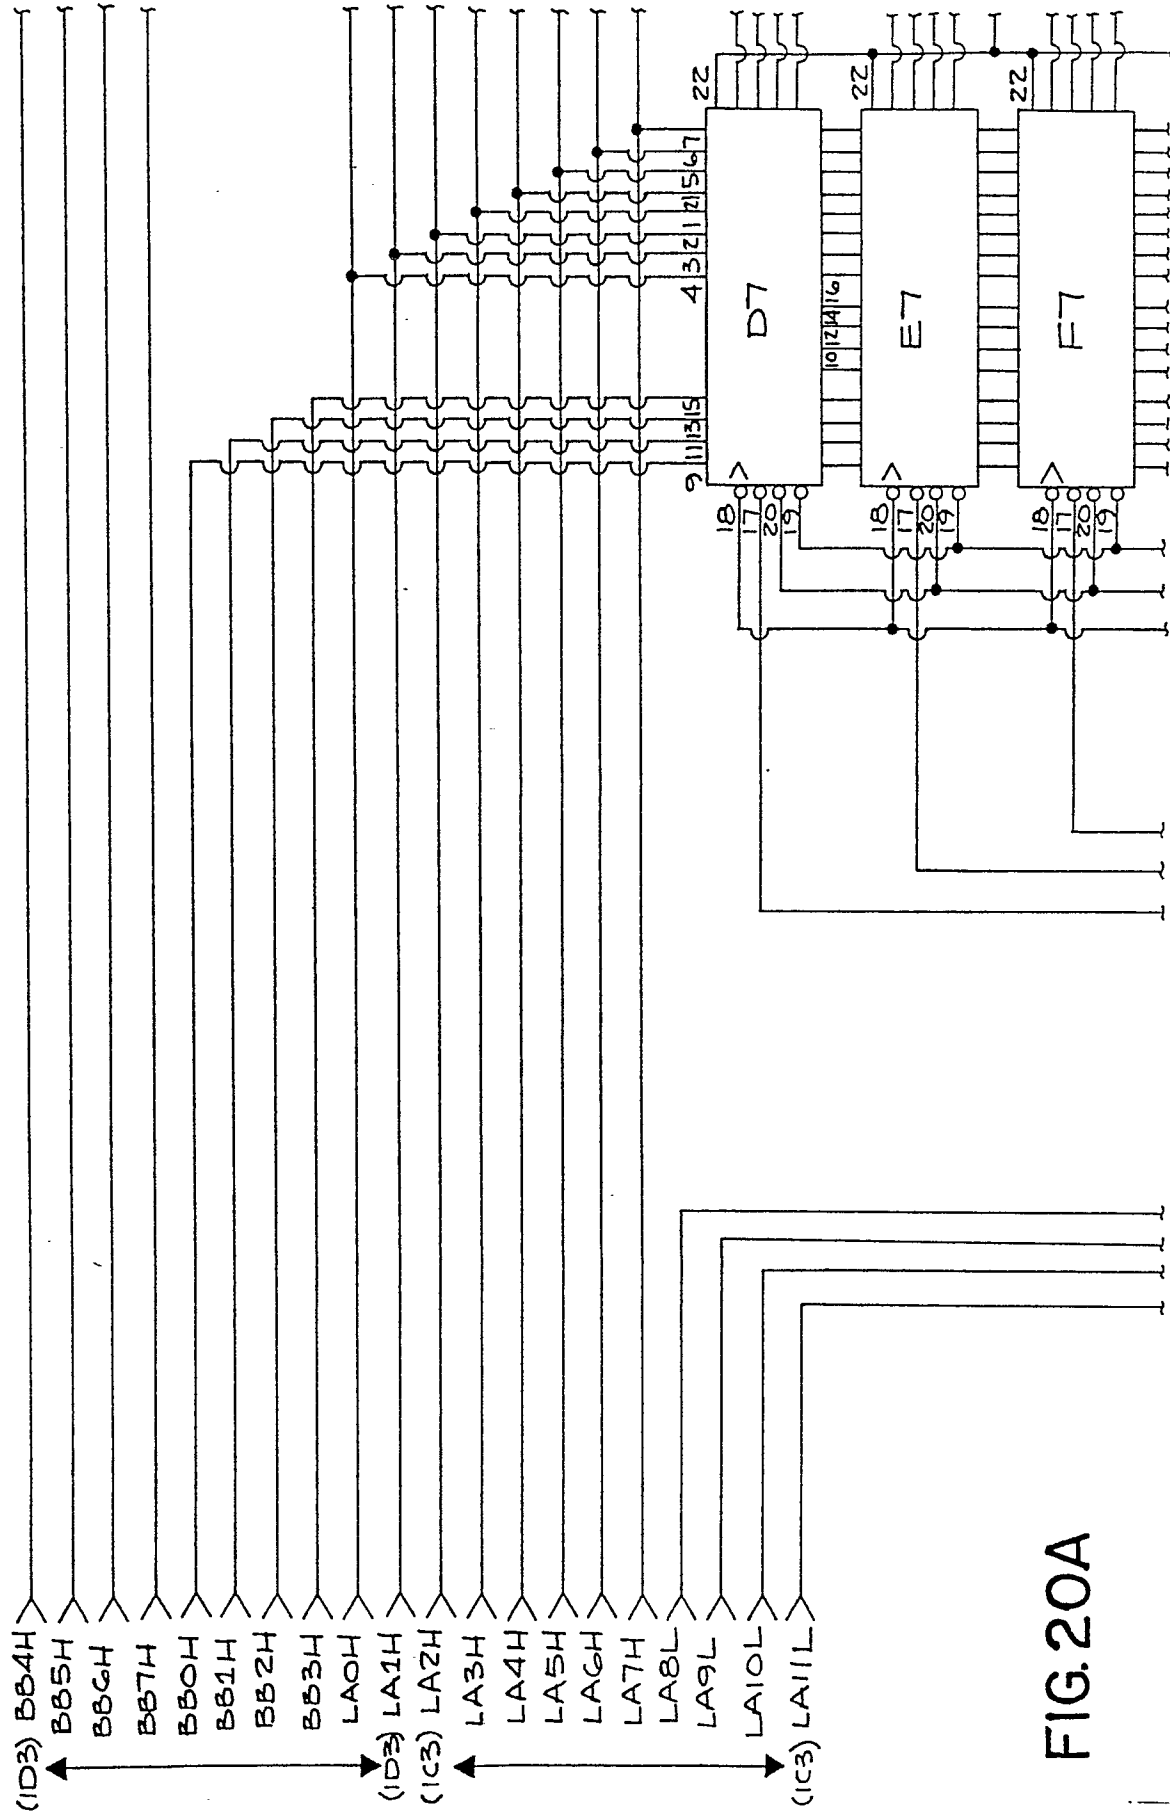 (1D3) BB4H
BB5H
BB6H
BB7H
BB0H
BB1H
BB2H
BB3H
LA0H
(1D3) LA1H
(1C3) LA2H
LA3H
LA4H
LA5H
LA6H
LA7H
LA8L
LA9L
LA10L
(1C3) LA11L
9 11 13 15
4 3 2 1 21 5 6 7
22
D7
18
17
20
19
10 12 14 16
22
E7
18
17
20
19
22
F7
18
17
20
19
FIG. 20A